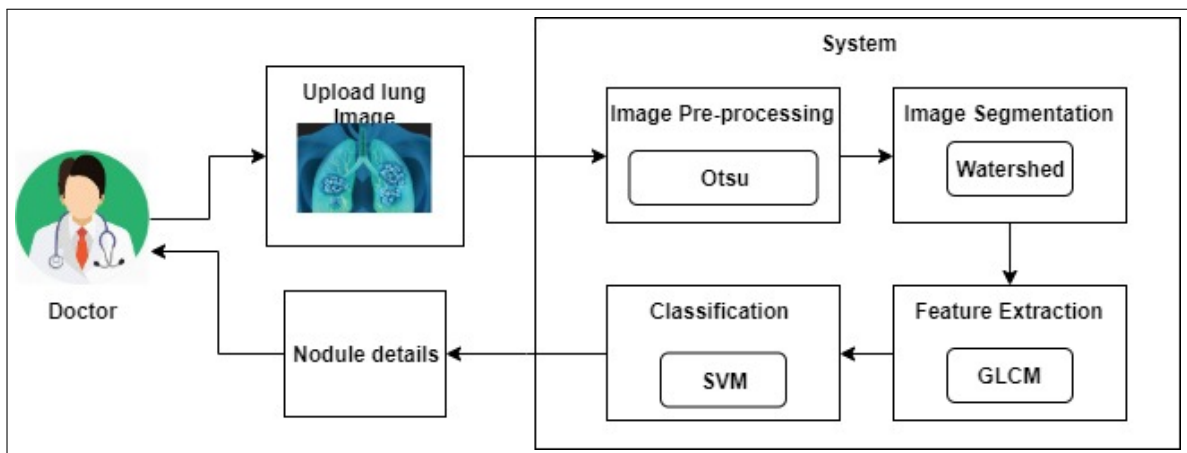 System
Upload lung
Image
Image Pre-processing
Otsu
Image Segmentation
Watershed
Doctor
Nodule details
Classification
SVM
Feature Extraction
GLCM